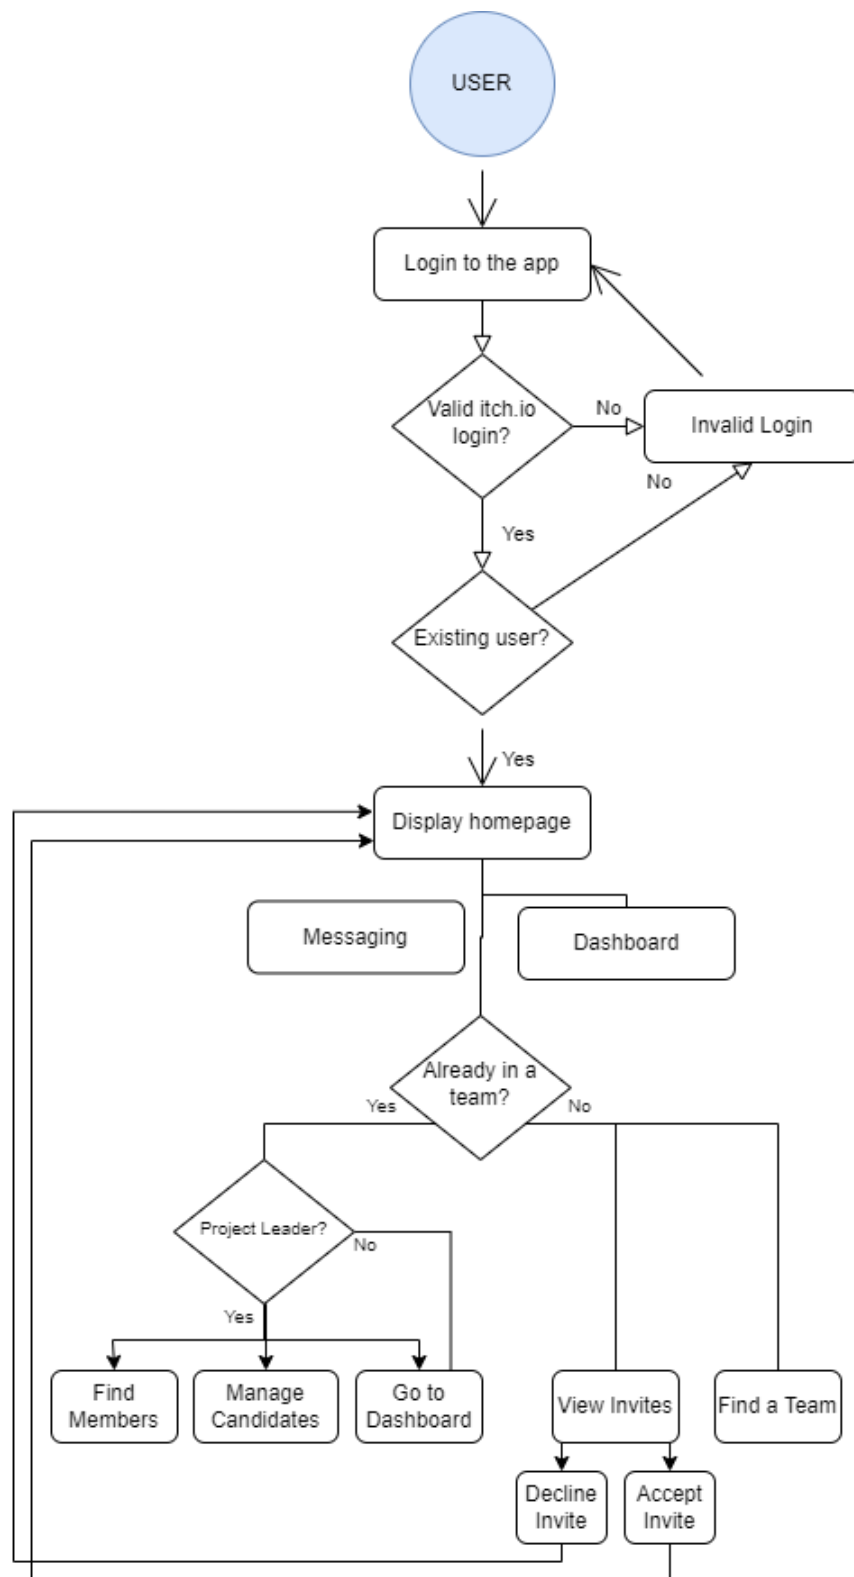 USER
Login to the app
Valid itch.io
login?
No
Invalid Login
No
Yes
Existing user?
Yes
Display homepage
Messaging
Dashboard
Already in a
team?
Yes
No
Project Leader?
No
Yes
Find
Members
Manage
Candidates
Go to
Dashboard
View Invites
Find a Team
Decline
Invite
Accept
Invite